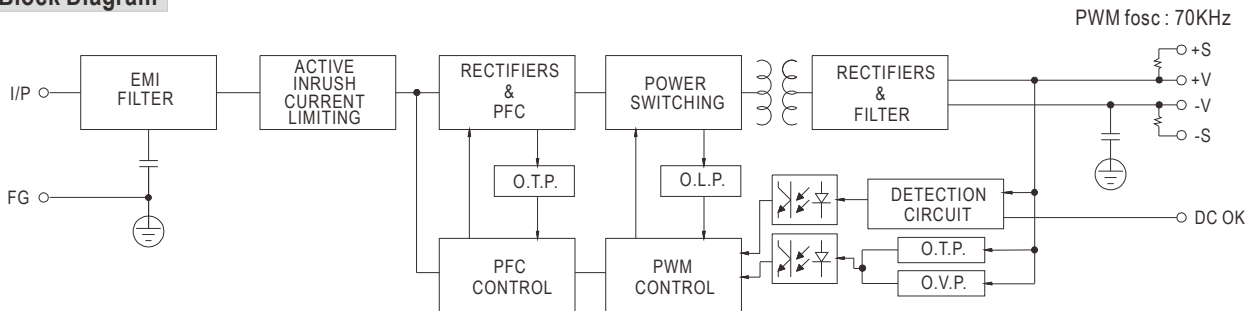 Block Diagram
PWM fosc : 70KHz
I/P
EMI
FILTER
ACTIVE
INRUSH
CURRENT
LIMITING
RECTIFIERS
&
PFC
POWER
SWITCHING
RECTIFIERS
&
FILTER
+S
+V
-V
-S
FG
O.T.P.
O.L.P.
DETECTION
CIRCUIT
DC OK
PFC
CONTROL
PWM
CONTROL
O.T.P.
O.V.P.